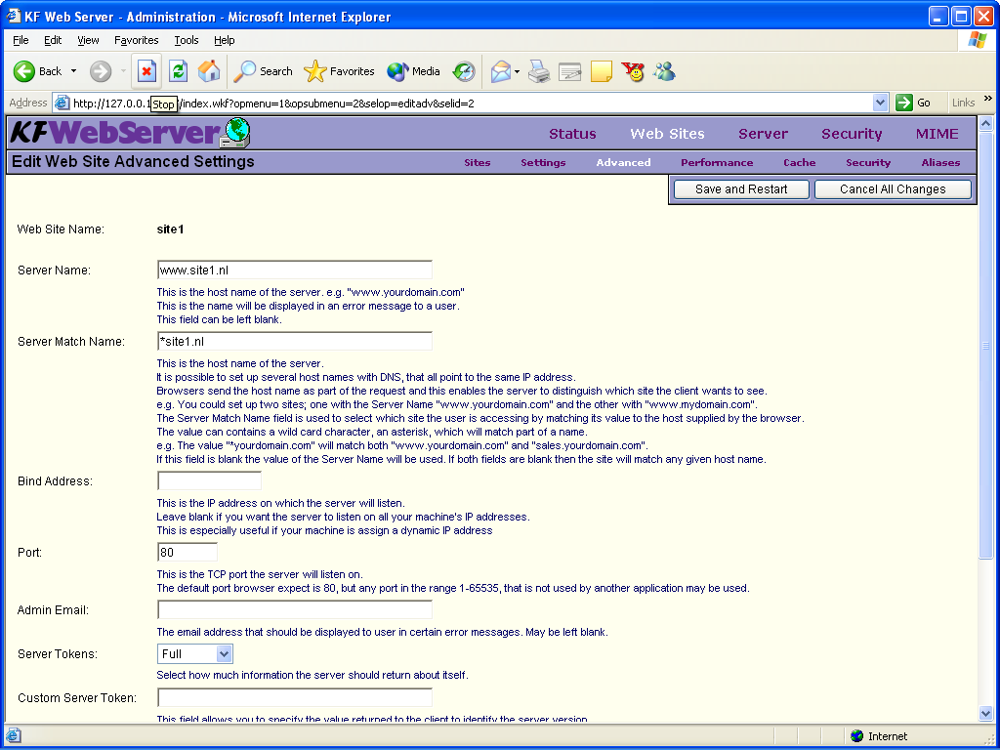 KF Web Server - Administration - Microsoft Internet Explorer
File Edit View Favorites Tools Help
Back Search Favorites Media
Address http://127.0.0.1 /index.wkf?opmenu=1&opsubmenu=2&selop=editadv&selid=2 Go Links »
Stop
KFWebServer Status Web Sites Server Security MIME
Edit Web Site Advanced Settings Sites Settings Advanced Performance Cache Security Aliases
Save and Restart Cancel All Changes
Web Site Name: site1
Server Name: www.site1.nl
This is the host name of the server. e.g. "www.yourdomain.com"
This is the name will be displayed in an error message to a user.
This field can be left blank.
Server Match Name: *site1.nl
This is the host name of the server.
It is possible to set up several host names with DNS, that all point to the same IP address.
Browsers send the host name as part of the request and this enables the server to distinguish which site the client wants to see.
e.g. You could set up two sites; one with the Server Name "www.yourdomain.com" and the other with "www.mydomain.com".
The Server Match Name field is used to select which site the user is accessing by matching its value to the host supplied by the browser.
The value can contains a wild card character, an asterisk, which will match part of a name.
e.g. The value "*yourdomain.com" will match both "www.yourdomain.com" and "sales.yourdomain.com".
If this field is blank the value of the Server Name will be used. If both fields are blank then the site will match any given host name.
Bind Address:
This is the IP address on which the server will listen.
Leave blank if you want the server to listen on all your machine's IP addresses.
This is especially useful if your machine is assign a dynamic IP address
Port: 80
This is the TCP port the server will listen on.
The default port browser expect is 80, but any port in the range 1-65535, that is not used by another application may be used.
Admin Email:
The email address that should be displayed to user in certain error messages. May be left blank.
Server Tokens: Full
Select how much information the server should return about itself.
Custom Server Token:
This field allows you to specify the value returned to the client to identify the server version.
Internet